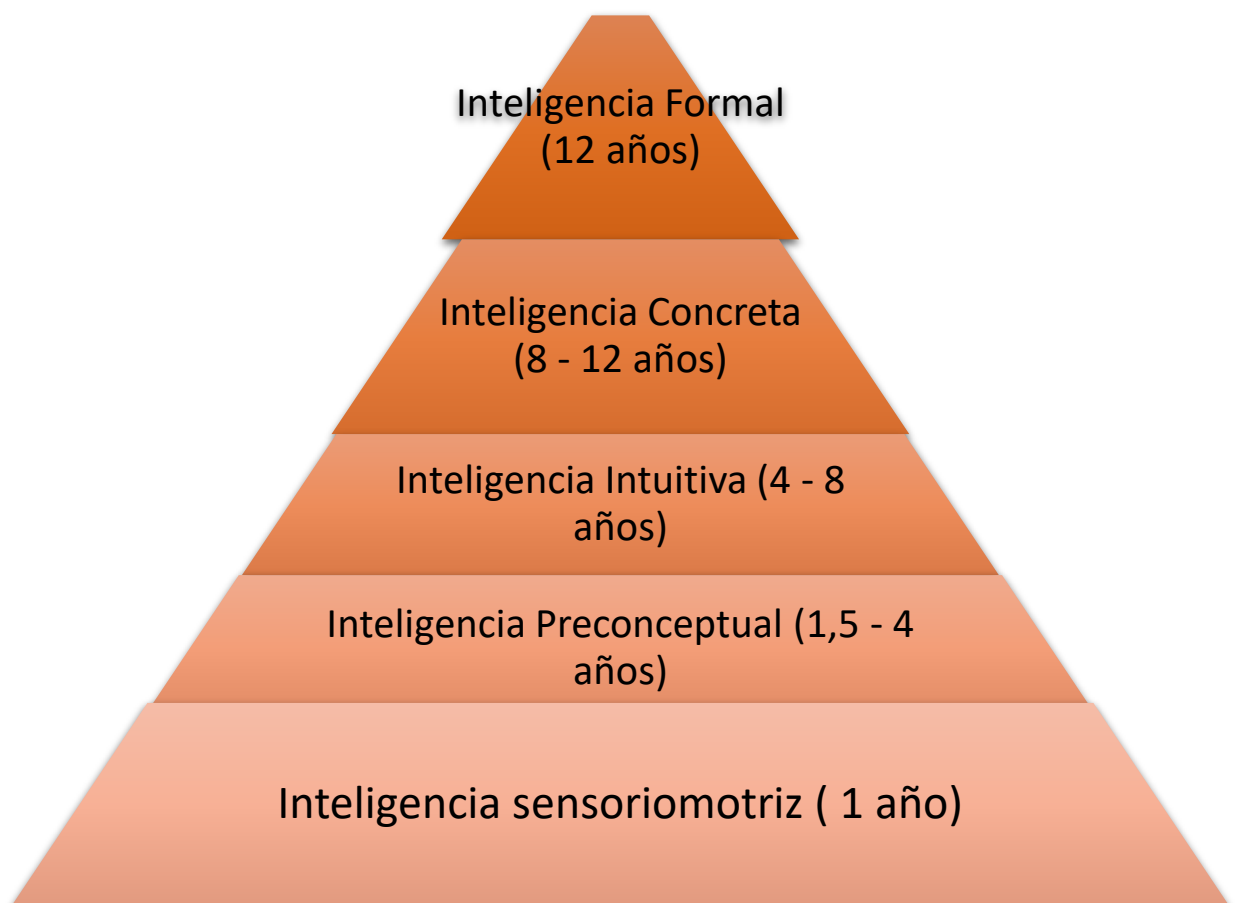 Inteligencia Formal
(12 años)
Inteligencia Concreta
(8 - 12 años)
Inteligencia Intuitiva (4 - 8
años)
Inteligencia Preconceptual (1,5 - 4
años)
Inteligencia sensoriomotriz ( 1 año)